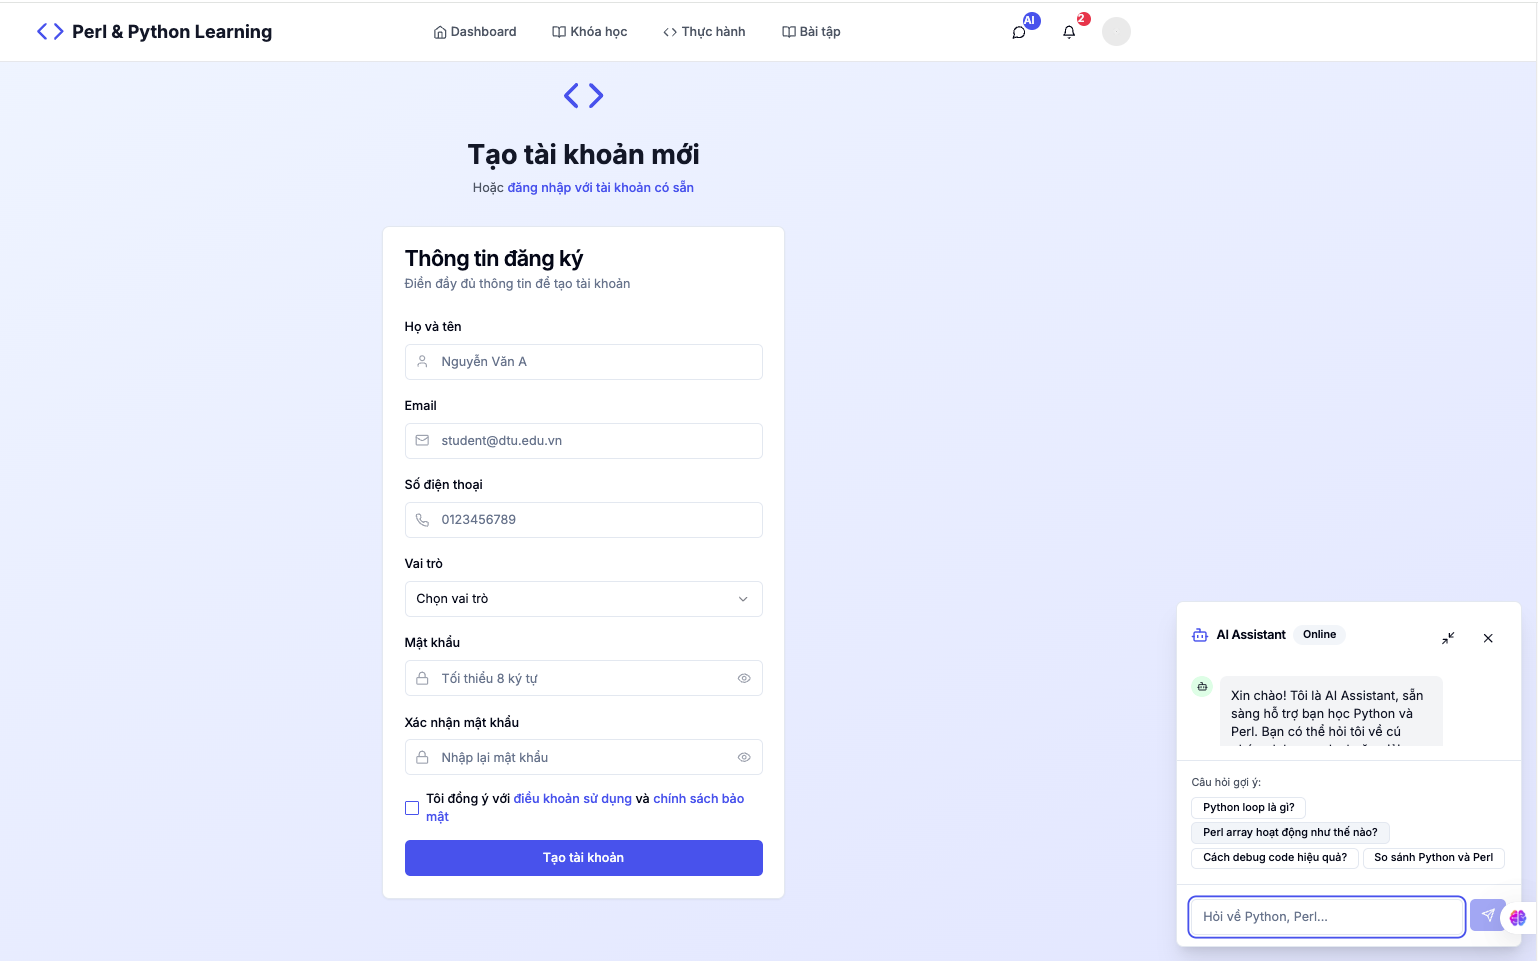 Perl & Python Learning
Dashboard
Khóa học
Thực hành
Bài tập
AI
2
Tạo tài khoản mới
Hoặc đăng nhập với tài khoản có sẵn
Thông tin đăng ký
Điền đầy đủ thông tin để tạo tài khoản
Họ và tên
Nguyễn Văn A
Email
student@dtu.edu.vn
Số điện thoại
0123456789
Vai trò
Chọn vai trò
Mật khẩu
Tối thiểu 8 ký tự
Xác nhận mật khẩu
Nhập lại mật khẩu
Tôi đồng ý với điều khoản sử dụng và chính sách bảo
mật
Tạo tài khoản
AI Assistant
Online
Xin chào! Tôi là AI Assistant, sẵn
sàng hỗ trợ bạn học Python và
Perl. Bạn có thể hỏi tôi về cú
Câu hỏi gợi ý:
Python loop là gì?
Perl array hoạt động như thế nào?
Cách debug code hiệu quả?
So sánh Python và Perl
Hỏi về Python, Perl...